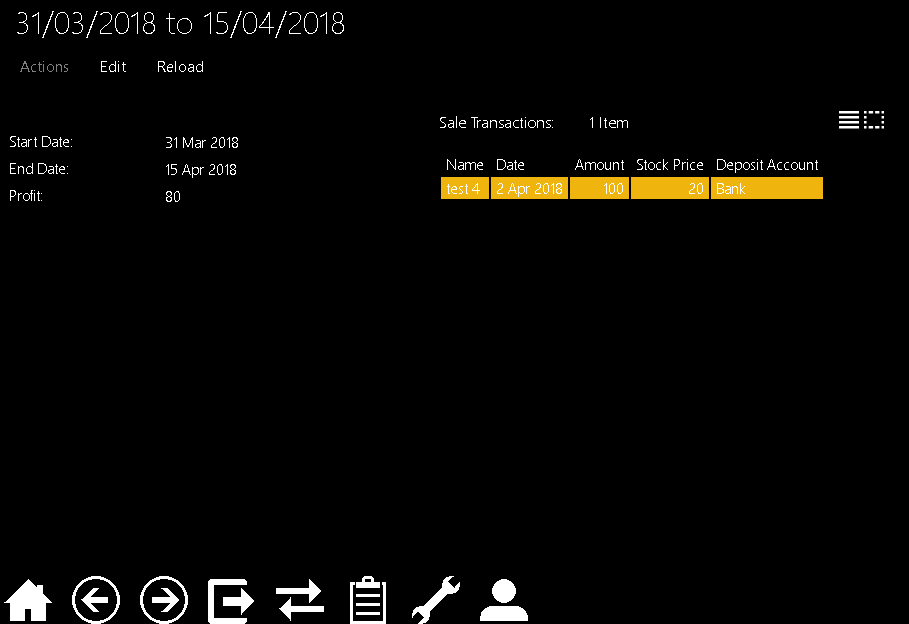 31/03/2018 to 15/04/2018
Actions Edit Reload
Start Date: 31 Mar 2018
End Date: 15 Apr 2018
Profit: 80
Sale Transactions: 1 Item
Name Date Amount Stock Price Deposit Account
test 4 2 Apr 2018 100 20 Bank